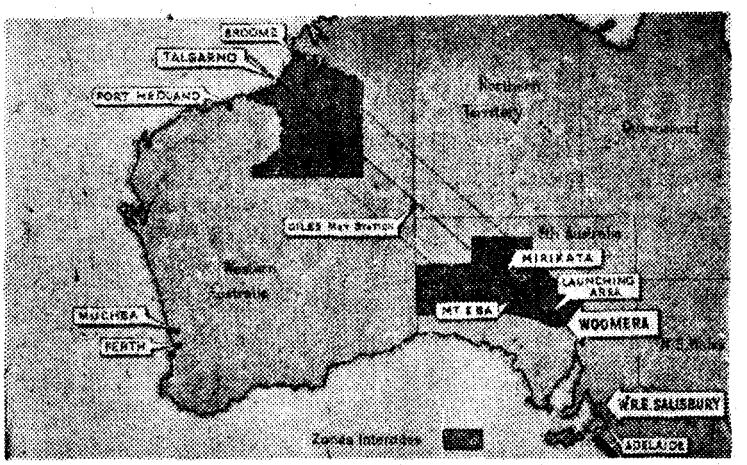 BROOME
TALGARNO
PORT HEDLAND
Northern
Territory
Queensland
GILES MET STATION
Sth Australia
MIRIKATA
Western
Australia
LAUNCHING
AREA
MT EBA
MUCHEA
WOOMERA
PERTH
N.S.Wales
W.R.E. SALISBURY
Zones Interdites
ADELAIDE